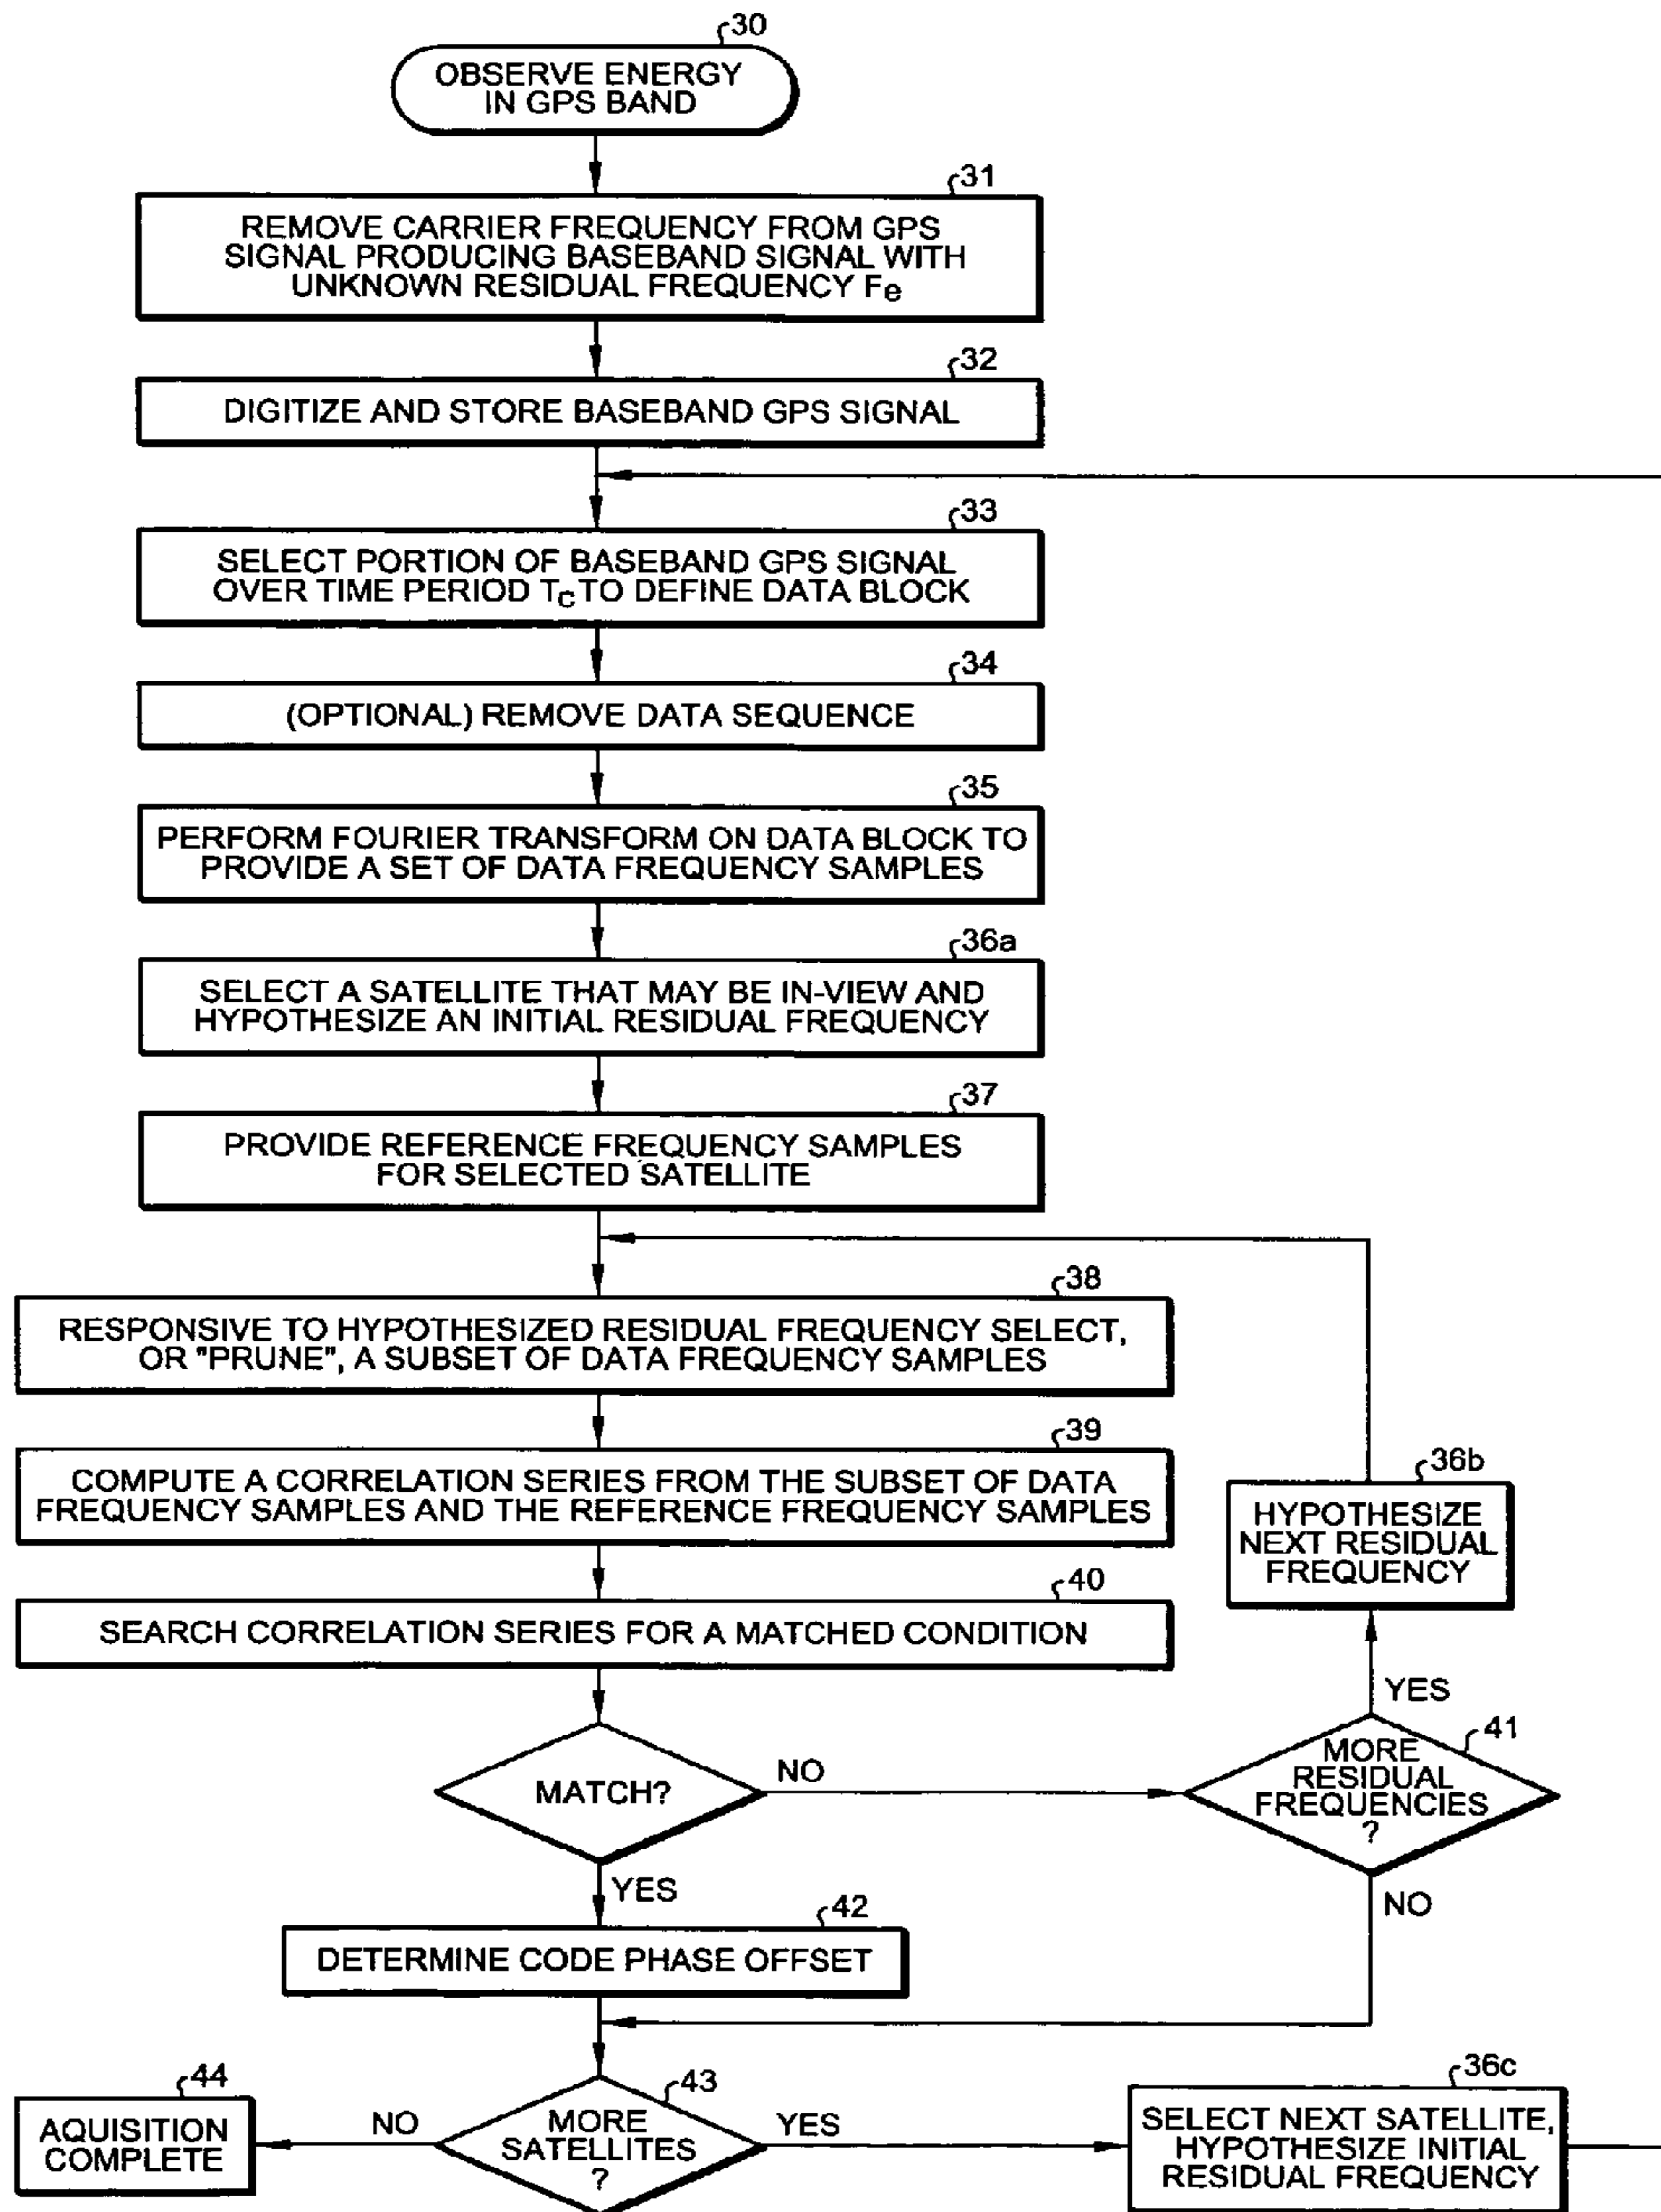 30
OBSERVE ENERGY
IN GPS BAND
31
REMOVE CARRIER FREQUENCY FROM GPS
SIGNAL PRODUCING BASEBAND SIGNAL WITH
UNKNOWN RESIDUAL FREQUENCY Fe
32
DIGITIZE AND STORE BASEBAND GPS SIGNAL
33
SELECT PORTION OF BASEBAND GPS SIGNAL
OVER TIME PERIOD Tc TO DEFINE DATA BLOCK
34
(OPTIONAL) REMOVE DATA SEQUENCE
35
PERFORM FOURIER TRANSFORM ON DATA BLOCK TO
PROVIDE A SET OF DATA FREQUENCY SAMPLES
36a
SELECT A SATELLITE THAT MAY BE IN-VIEW AND
HYPOTHESIZE AN INITIAL RESIDUAL FREQUENCY
37
PROVIDE REFERENCE FREQUENCY SAMPLES
FOR SELECTED SATELLITE
38
RESPONSIVE TO HYPOTHESIZED RESIDUAL FREQUENCY SELECT,
OR "PRUNE", A SUBSET OF DATA FREQUENCY SAMPLES
39
COMPUTE A CORRELATION SERIES FROM THE SUBSET OF DATA
FREQUENCY SAMPLES AND THE REFERENCE FREQUENCY SAMPLES
36b
HYPOTHESIZE
NEXT RESIDUAL
FREQUENCY
40
SEARCH CORRELATION SERIES FOR A MATCHED CONDITION
YES
MATCH?
NO
41
MORE
RESIDUAL
FREQUENCIES
?
YES
NO
42
DETERMINE CODE PHASE OFFSET
44
AQUISITION
COMPLETE
NO
43
MORE
SATELLITES
?
YES
36c
SELECT NEXT SATELLITE,
HYPOTHESIZE INITIAL
RESIDUAL FREQUENCY